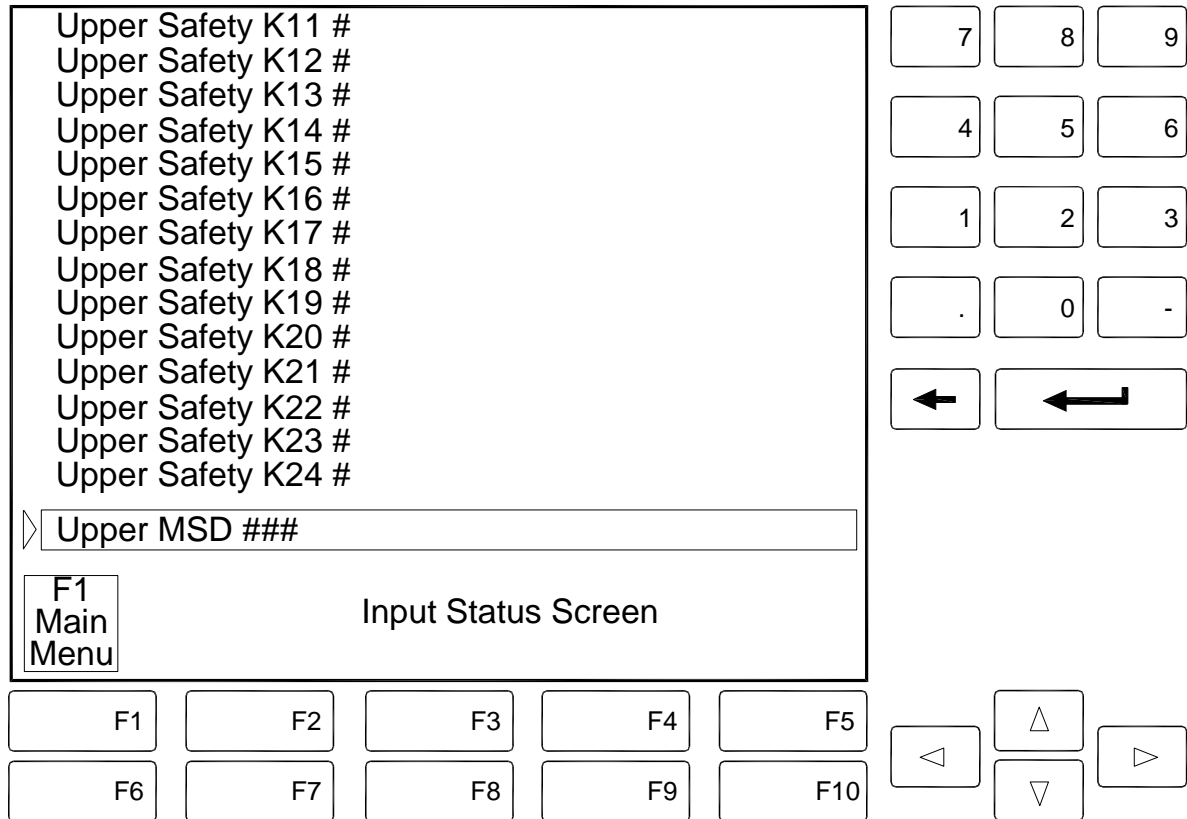 Upper Safety K11 #
Upper Safety K12 #
Upper Safety K13 #
Upper Safety K14 #
Upper Safety K15 #
Upper Safety K16 #
Upper Safety K17 #
Upper Safety K18 #
Upper Safety K19 #
Upper Safety K20 #
Upper Safety K21 #
Upper Safety K22 #
Upper Safety K23 #
Upper Safety K24 #
Upper MSD ###
F1
Main
Menu
Input Status Screen
7 8 9
4 5 6
1 2 3
. 0 -
F1 F2 F3 F4 F5
F6 F7 F8 F9 F10